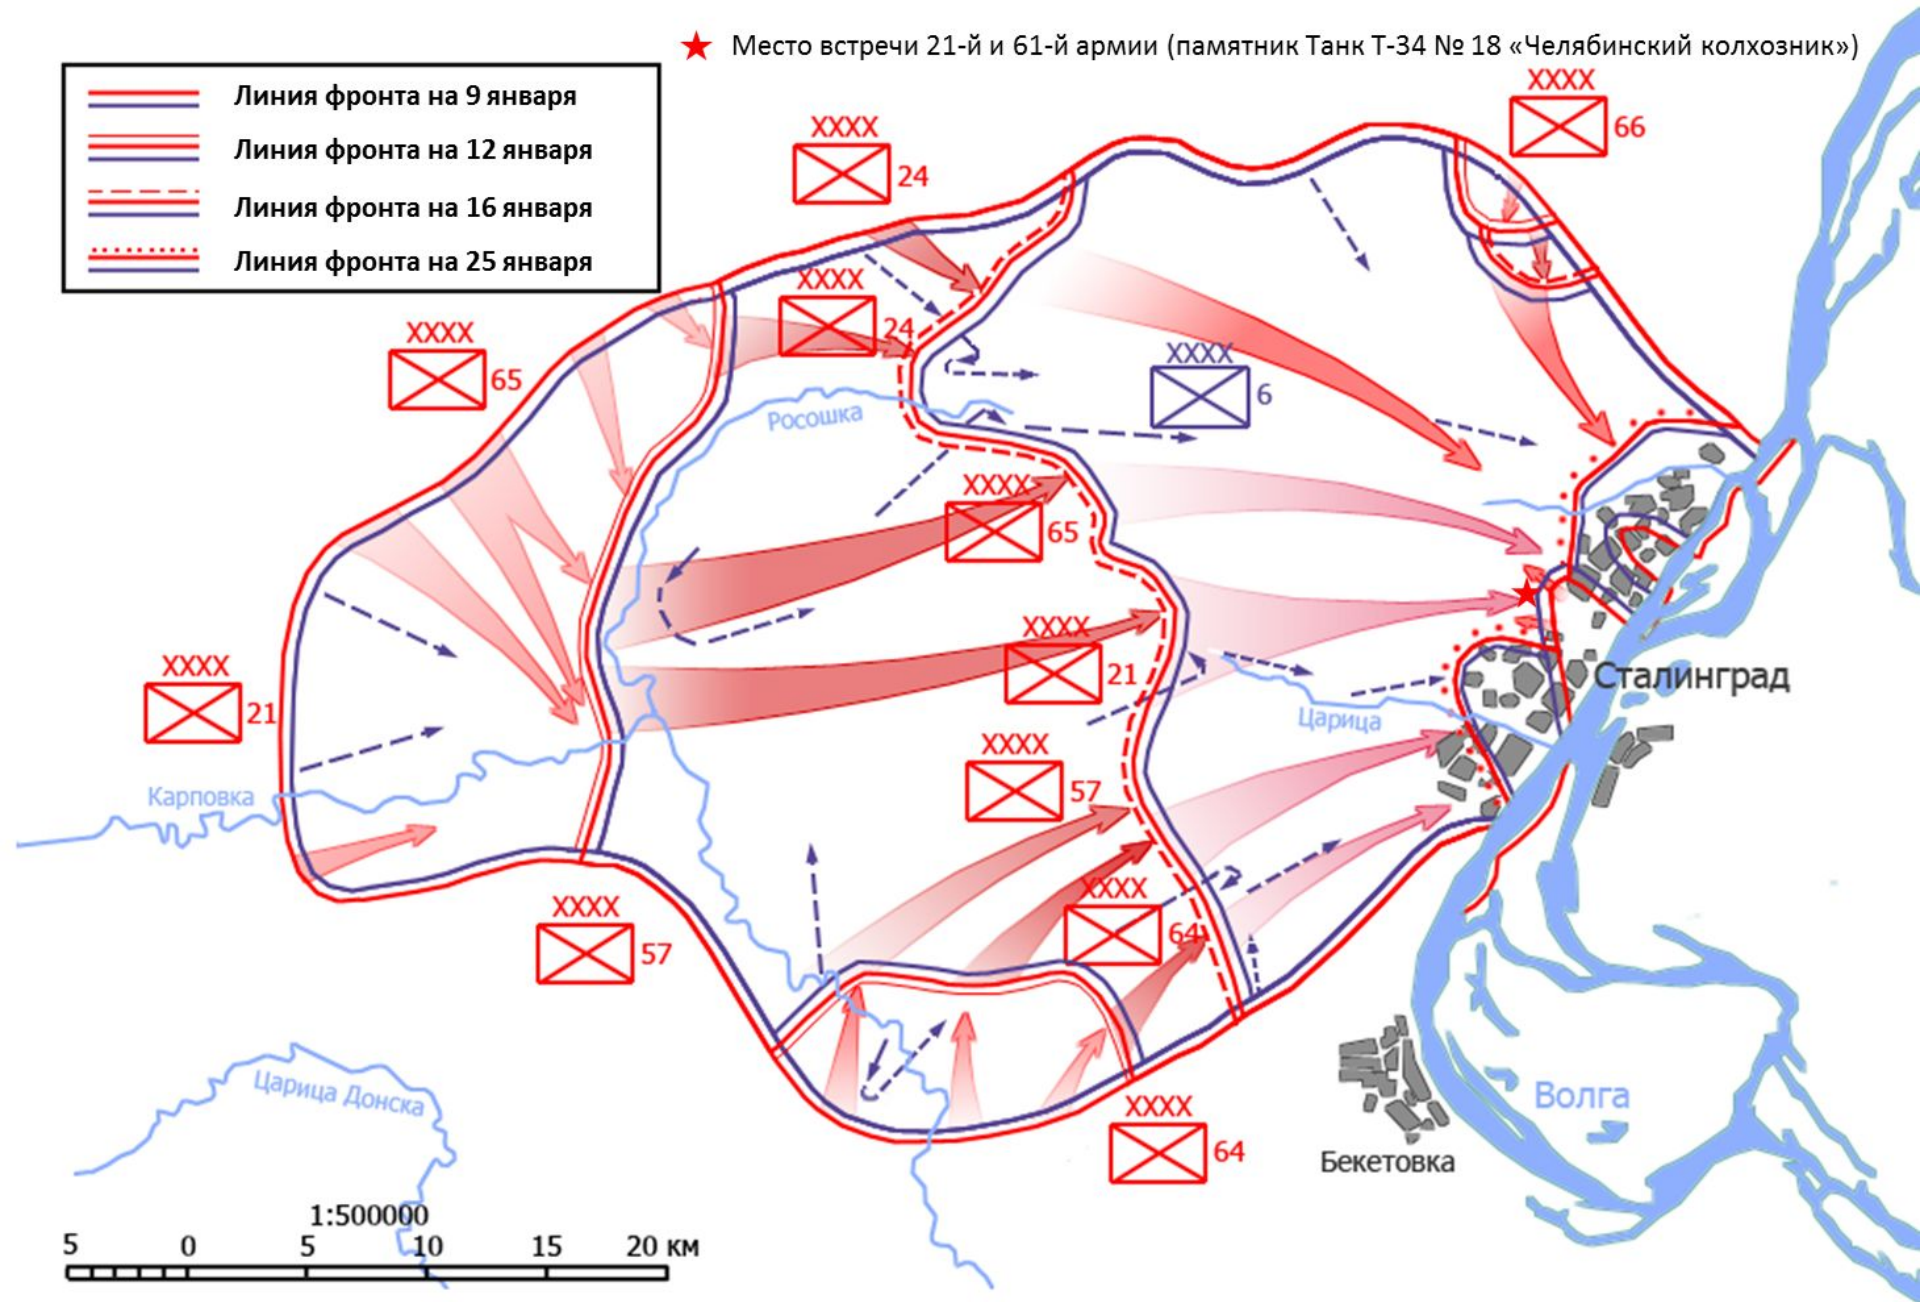 ★ Место встречи 21-й и 61-й армии (памятник Танк Т-34 № 18 «Челябинский колхозник»)
Линия фронта на 9 января
Линия фронта на 12 января
Линия фронта на 16 января
Линия фронта на 25 января
XXXX
66
XXXX
24
XXXX
24
XXXX
65
XXXX
6
Росошка
XXXX
65
XXXX
21
XXXX
21
Сталинград
Царица
XXXX
57
Карповка
XXXX
64
XXXX
57
Царица Донска
XXXX
64
Волга
Бекетовка
1:500000
5 0 5 10 15 20 км